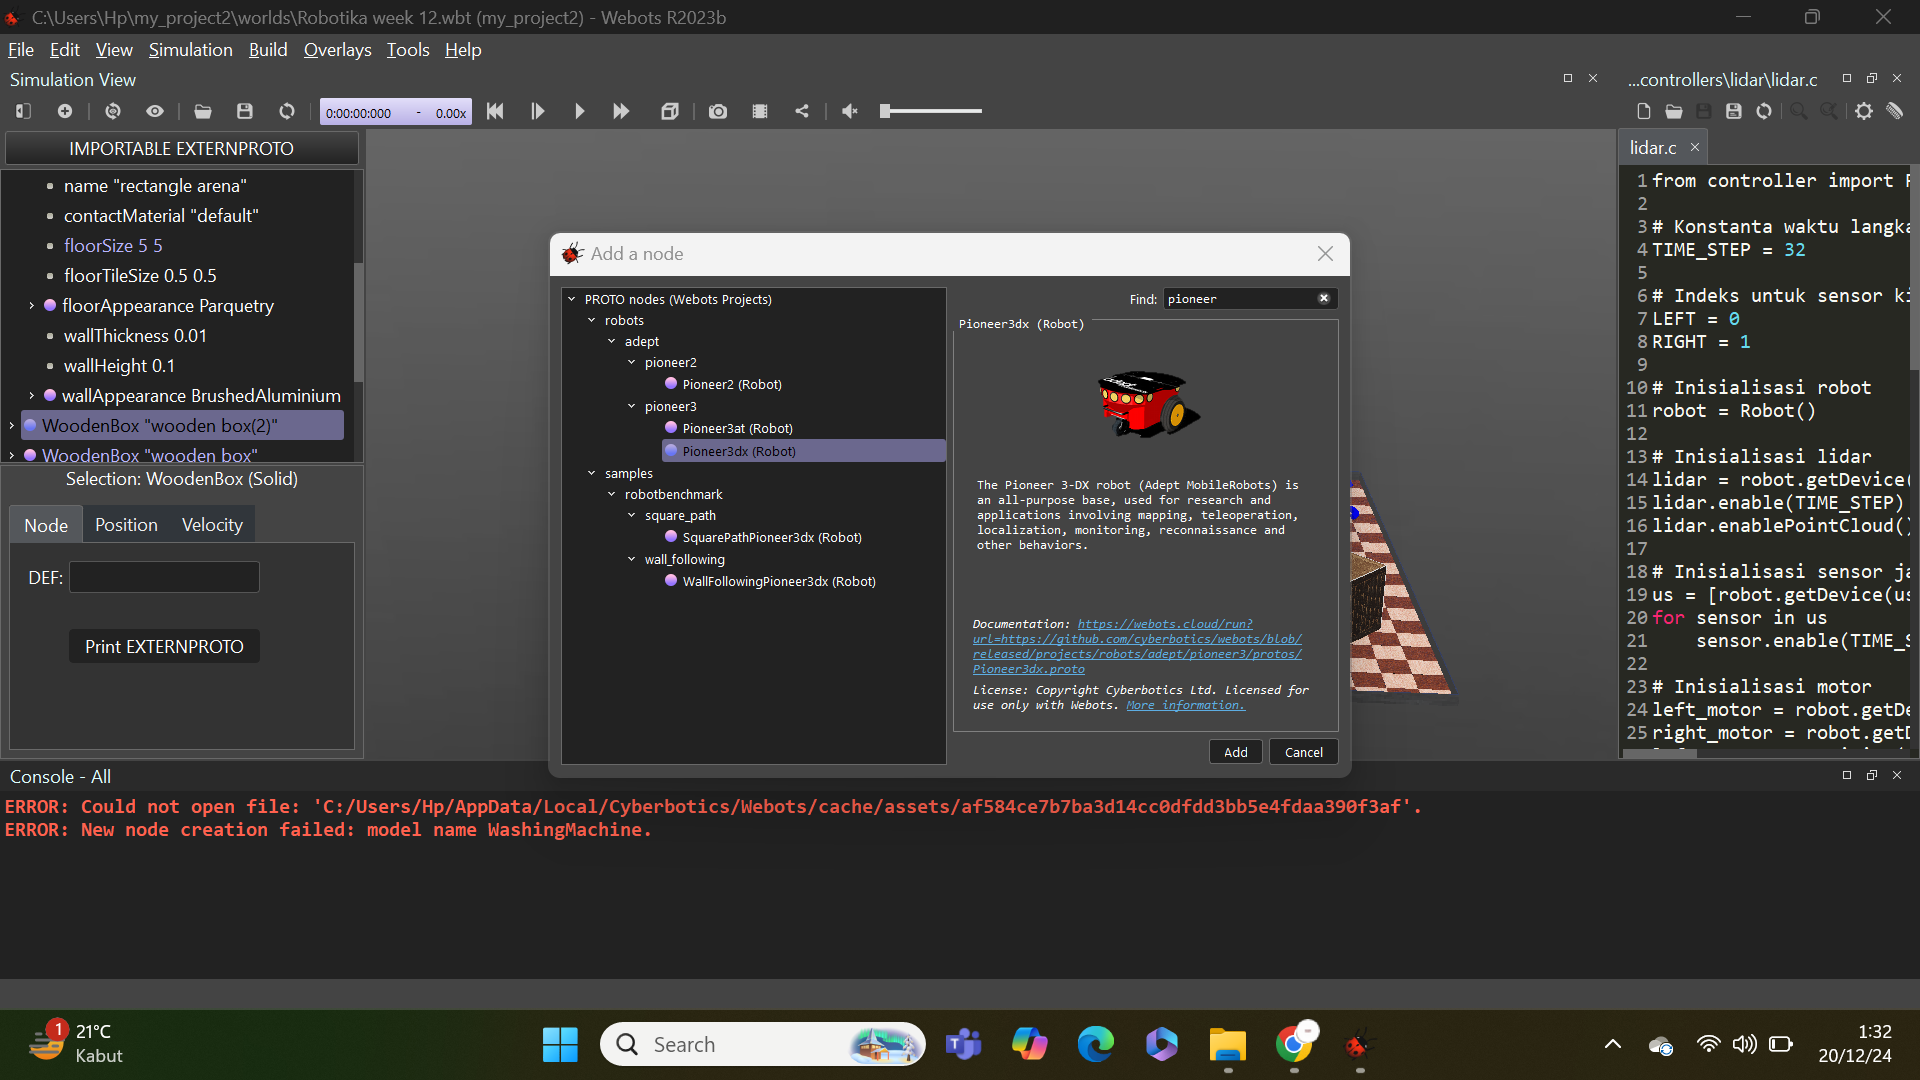 C:\Users\Hp\my_project2\worlds\Robotika week 12.wbt (my_project2) - Webots R2023b
File Edit View Simulation Build Overlays Tools Help
Simulation View
...controllers\lidar\lidar.c
0:00:00:000 - 0.00x
IMPORTABLE EXTERNPROTO
name "rectangle arena"
contactMaterial "default"
floorSize 5 5
floorTileSize 0.5 0.5
floorAppearance Parquetry
wallThickness 0.01
wallHeight 0.1
wallAppearance BrushedAluminium
WoodenBox "wooden box(2)"
WoodenBox "wooden box"
Selection: WoodenBox (Solid)
Node Position Velocity
DEF:
Print EXTERNPROTO
Add a node
PROTO nodes (Webots Projects)
robots
adept
pioneer2
Pioneer2 (Robot)
pioneer3
Pioneer3at (Robot)
Pioneer3dx (Robot)
samples
robotbenchmark
square_path
SquarePathPioneer3dx (Robot)
wall_following
WallFollowingPioneer3dx (Robot)
Find: pioneer
Pioneer3dx (Robot)
The Pioneer 3-DX robot (Adept MobileRobots) is
an all-purpose base, used for research and
applications involving mapping, teleoperation,
localization, monitoring, reconnaissance and
other behaviors.
Documentation: https://webots.cloud/run?
url=https://github.com/cyberbotics/webots/blob/
released/projects/robots/adept/pioneer3/protos/
Pioneer3dx.proto
License: Copyright Cyberbotics Ltd. Licensed for
use only with Webots. More information.
Add Cancel
lidar.c
1 from controller import
2
3 # Konstanta waktu langka
4 TIME_STEP = 32
5
6 # Indeks untuk sensor ki
7 LEFT = 0
8 RIGHT = 1
9
10 # Inisialisasi robot
11 robot = Robot()
12
13 # Inisialisasi lidar
14 lidar = robot.getDevice(
15 lidar.enable(TIME_STEP)
16 lidar.enablePointCloud()
17
18 # Inisialisasi sensor ja
19 us = [robot.getDevice(us
20 for sensor in us
21 sensor.enable(TIME_S
22
23 # Inisialisasi motor
24 left_motor = robot.getDe
25 right_motor = robot.getD
Console - All
ERROR: Could not open file: 'C:/Users/Hp/AppData/Local/Cyberbotics/Webots/cache/assets/af584ce7b7ba3d14cc0dfdd3bb5e4fdaa390f3af'.
ERROR: New node creation failed: model name WashingMachine.
1
21°C
Kabut
Search
1:32
20/12/24